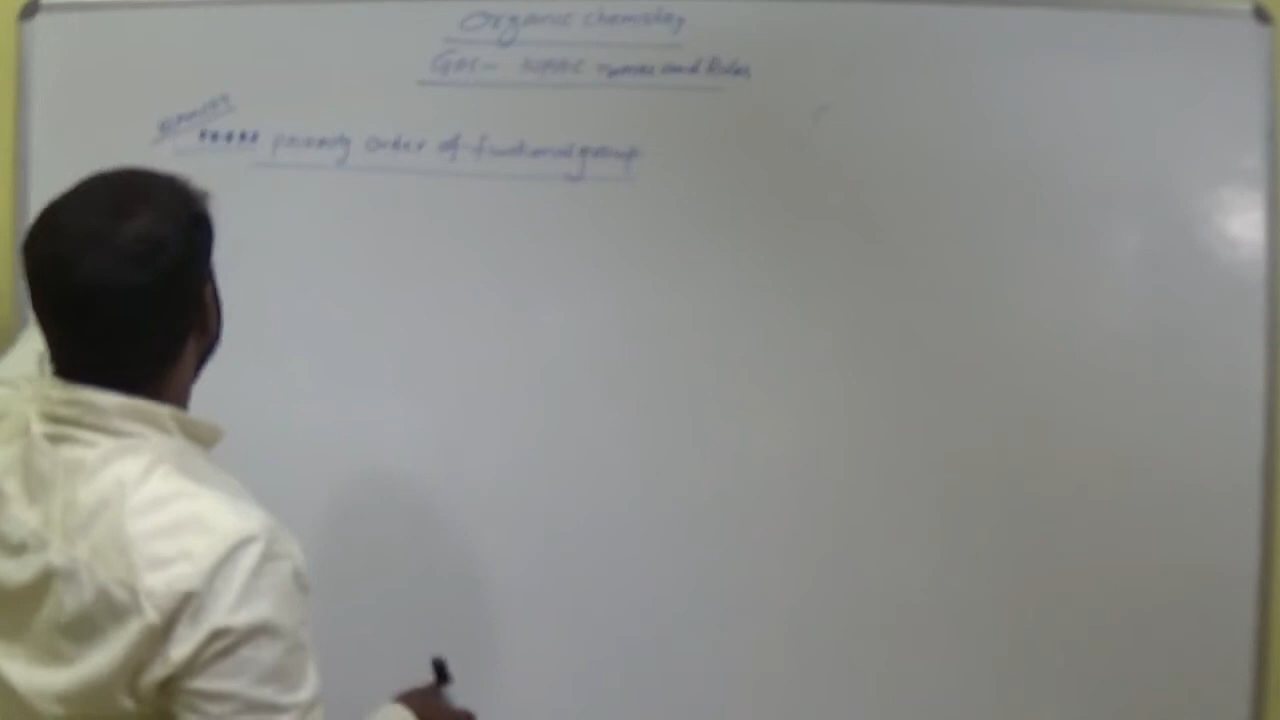 Organic Chemistry
GOC - IUPAC names and Rules
***** priority order of functional group